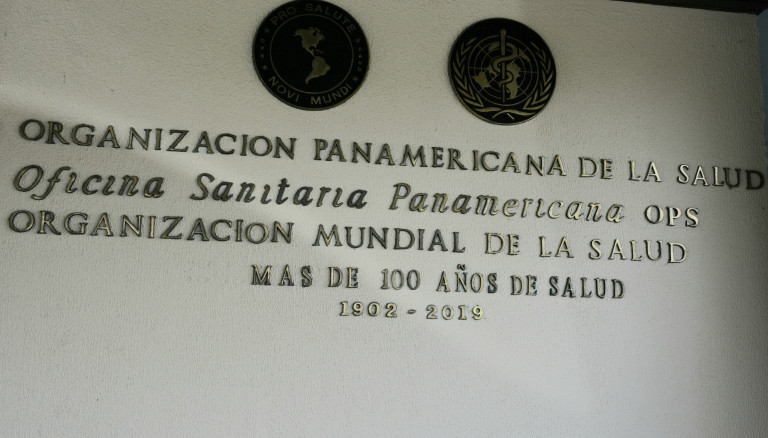 PRO SALUTE
NOVI MUNDI
ORGANIZACION PANAMERICANA DE LA SALUD
Oficina Sanitaria Panamericana OPS
ORGANIZACION MUNDIAL DE LA SALUD
MAS DE 100 AÑOS DE SALUD
1902 - 2019